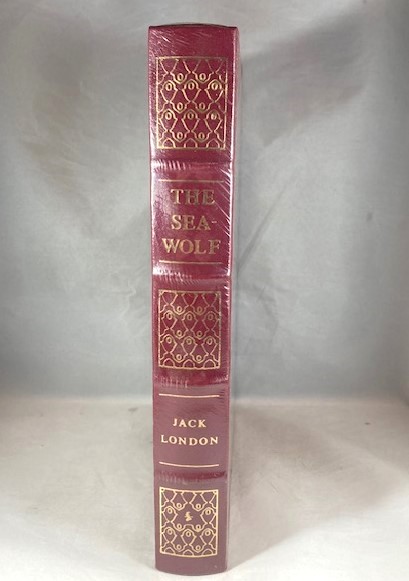 THE
SEA-
WOLF
JACK
LONDON